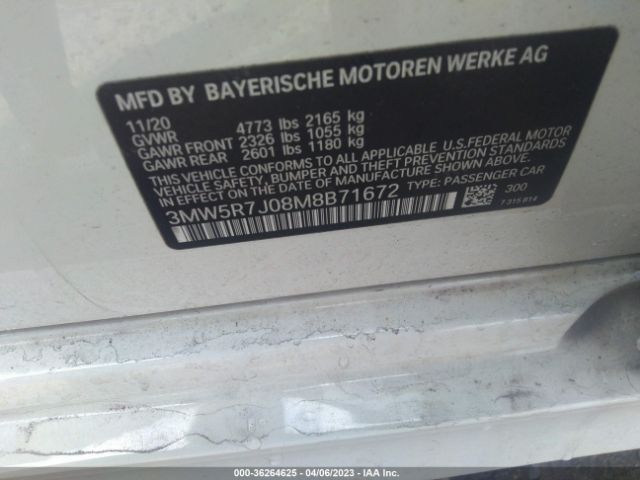 MFD BY BAYERISCHE MOTOREN WERKE AG
11/20
GVWR 4773 lbs 2165 kg
GAWR FRONT 2326 lbs 1055 kg
GAWR REAR 2601 lbs 1180 kg
THIS VEHICLE CONFORMS TO ALL APPLICABLE U.S.FEDERAL MOTOR
VEHICLE SAFETY, BUMPER, AND THEFT PREVENTION STANDARDS
IN EFFECT ON THE DATE OF MANUFACTURE SHOWN ABOVE.
3MW5R7J08M8B71672 TYPE: PASSENGER CAR
300
7 315 814
000-36264625 - 04/06/2023 - IAA Inc.